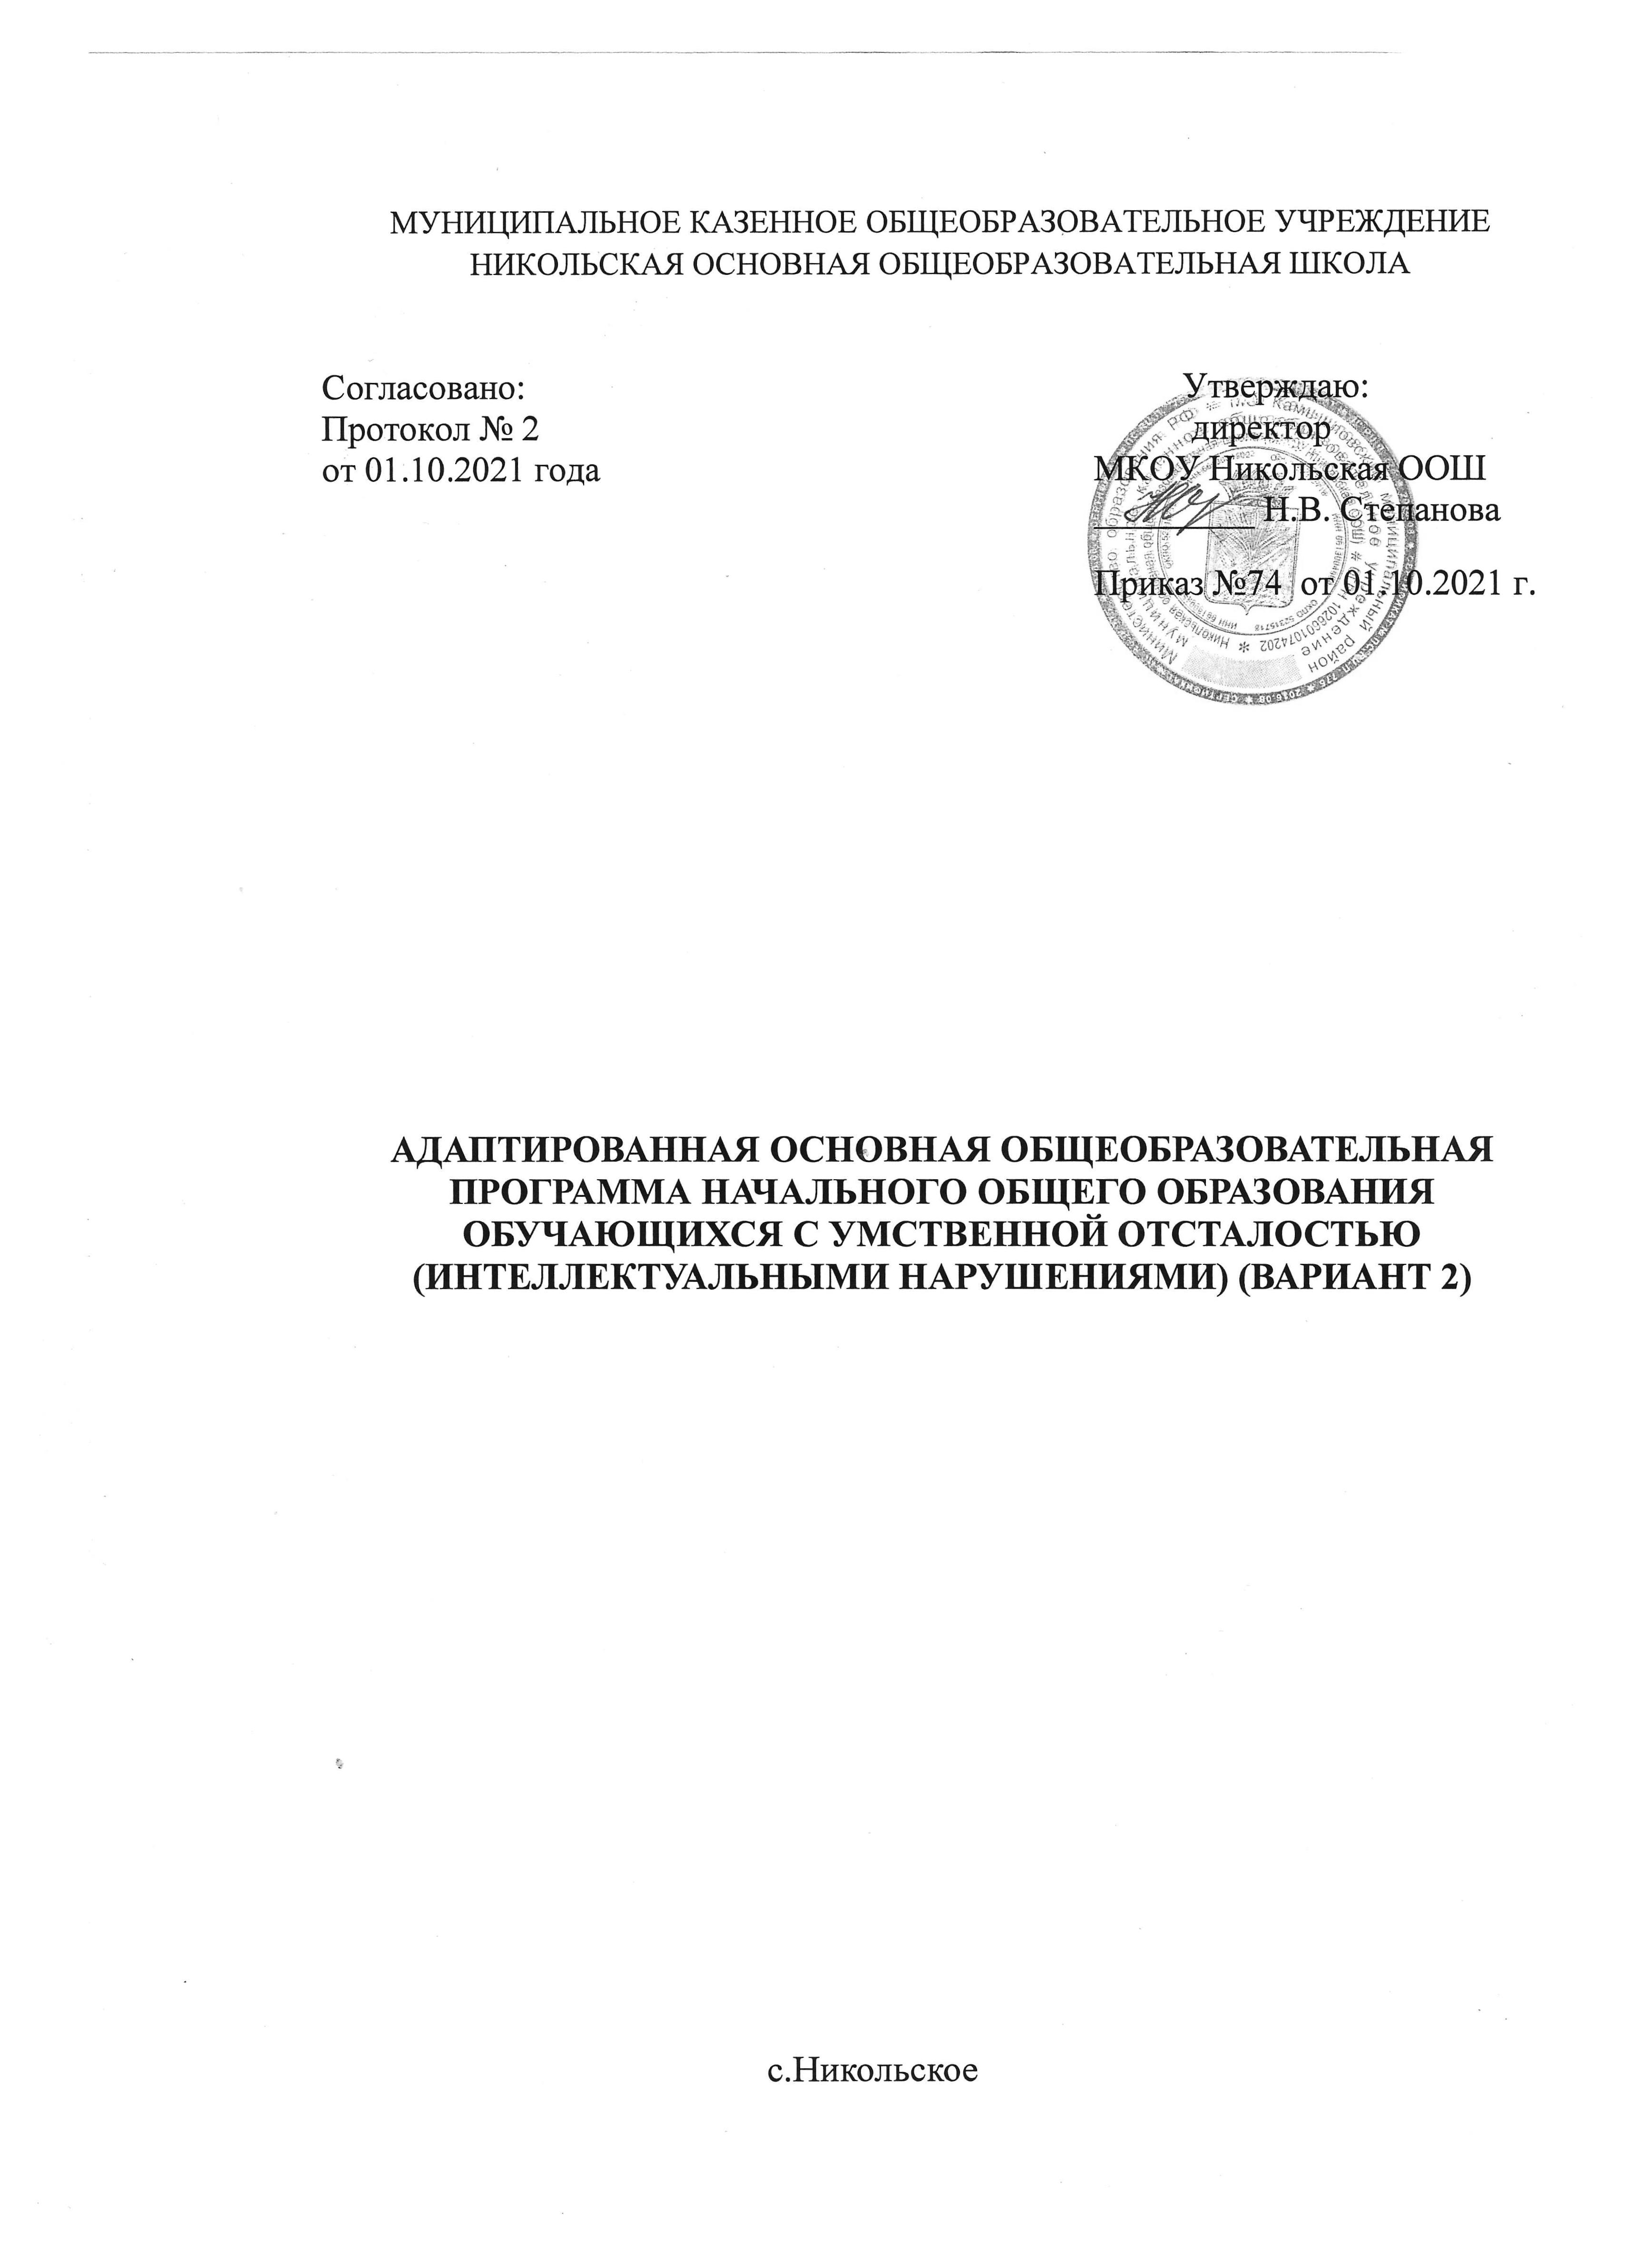 МУНИЦИПАЛЬНОЕ КАЗЕННОЕ ОБЩЕОБРАЗОВАТЕЛЬНОЕ УЧРЕЖДЕНИЕ
НИКОЛЬСКАЯ ОСНОВНАЯ ОБЩЕОБРАЗОВАТЕЛЬНАЯ ШКОЛА
Согласовано:
Протокол № 2
от 01.10.2021 года
Утверждаю:
директор
МКОУ Никольская ООШ
Н.В. Степанова
Приказ №74 от 01.10.2021 г.
АДАПТИРОВАННАЯ ОСНОВНАЯ ОБЩЕОБРАЗОВАТЕЛЬНАЯ
ПРОГРАММА НАЧАЛЬНОГО ОБЩЕГО ОБРАЗОВАНИЯ
ОБУЧАЮЩИХСЯ С УМСТВЕННОЙ ОТСТАЛОСТЬЮ
(ИНТЕЛЛЕКТУАЛЬНЫМИ НАРУШЕНИЯМИ) (ВАРИАНТ 2)
с.Никольское